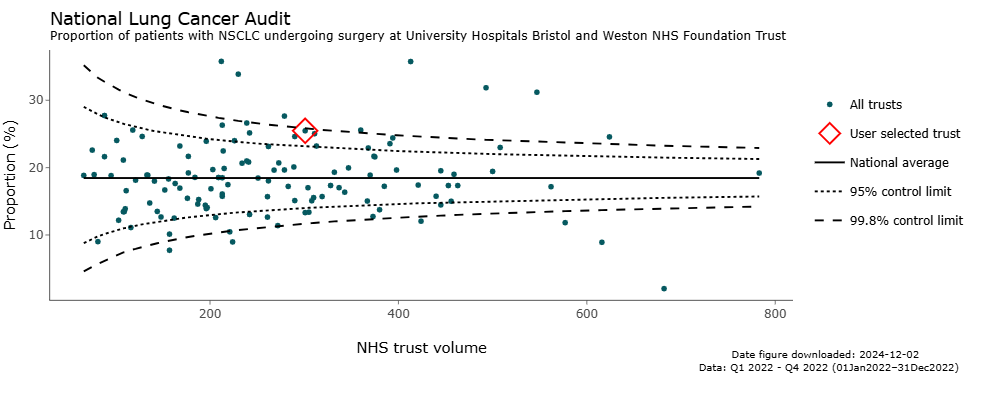 National Lung Cancer Audit
Proportion of patients with NSCLC undergoing surgery at University Hospitals Bristol and Weston NHS Foundation Trust
Proportion (%)
30
20
10
200
400
600
800
NHS trust volume
All trusts
User selected trust
National average
95% control limit
99.8% control limit
Date figure downloaded: 2024-12-02
Data: Q1 2022 - Q4 2022 (01Jan2022–31Dec2022)